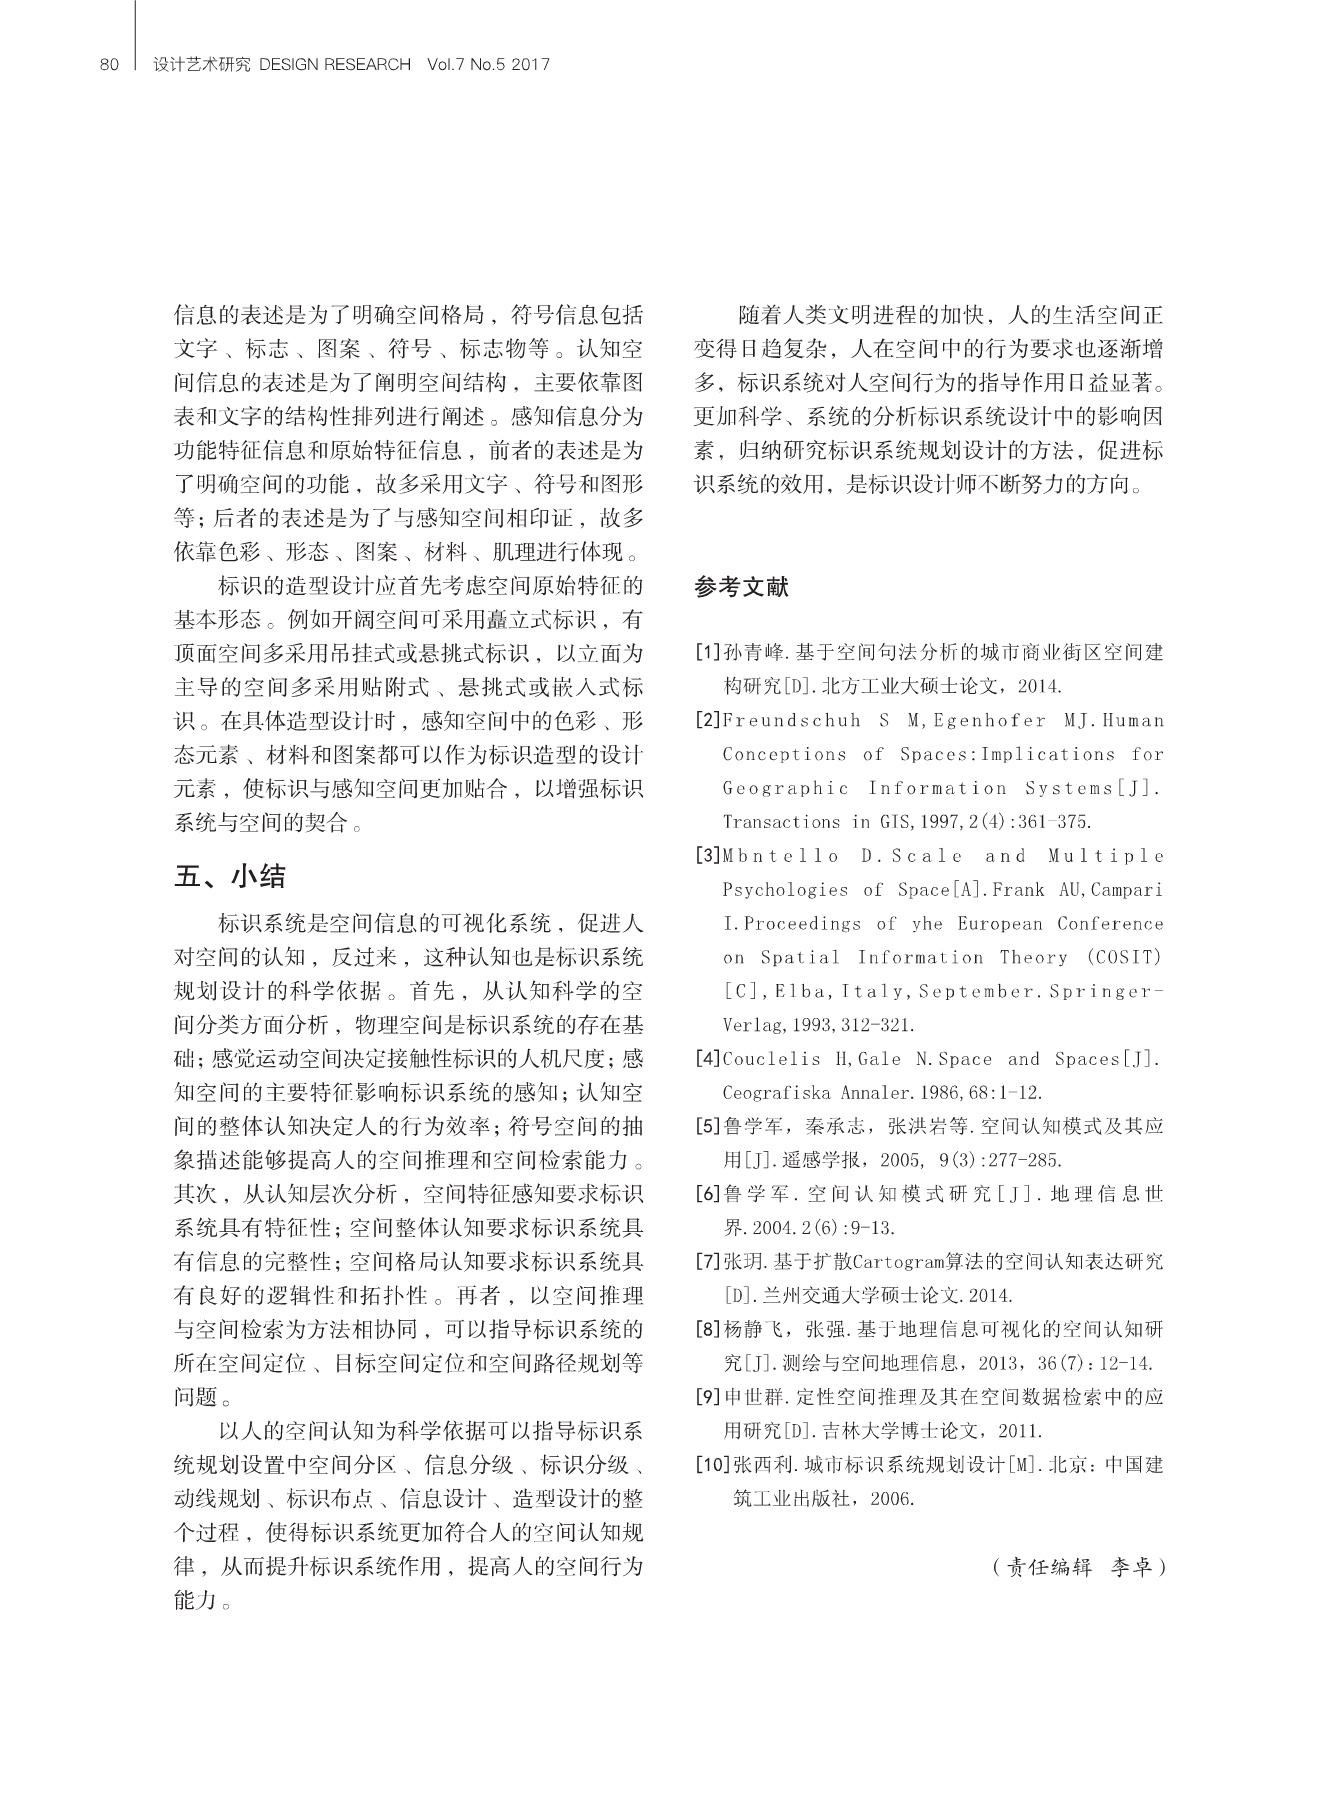 80 设计艺术研究 DESIGN RESEARCH Vol.7 No.5 2017
信息的表述是为了明确空间格局，符号信息包括
文字、标志、图案、符号、标志物等。认知空
间信息的表述是为了阐明空间结构，主要依靠图
表和文字的结构性排列进行阐述。感知信息分为
功能特征信息和原始特征信息，前者的表述是为
了明确空间的功能，故多采用文字、符号和图形
等；后者的表述是为了与感知空间相印证，故多
依靠色彩、形态、图案、材料、肌理进行体现。
标识的造型设计应首先考虑空间原始特征的
基本形态。例如开阔空间可采用矗立式标识，有
顶面空间多采用吊挂式或悬挑式标识，以立面为
主导的空间多采用贴附式、悬挑式或嵌入式标
识。在具体造型设计时，感知空间中的色彩、形
态元素、材料和图案都可以作为标识造型的设计
元素，使标识与感知空间更加贴合，以增强标识
系统与空间的契合。
五、小结
标识系统是空间信息的可视化系统，促进人
对空间的认知，反过来，这种认知也是标识系统
规划设计的科学依据。首先，从认知科学的空
间分类方面分析，物理空间是标识系统的存在基
础；感觉运动空间决定接触性标识的人机尺度；感
知空间的主要特征影响标识系统的感知；认知空
间的整体认知决定人的行为效率；符号空间的抽
象描述能够提高人的空间推理和空间检索能力。
其次，从认知层次分析，空间特征感知要求标识
系统具有特征性；空间整体认知要求标识系统具
有信息的完整性；空间格局认知要求标识系统具
有良好的逻辑性和拓扑性。再者，以空间推理
与空间检索为方法相协同，可以指导标识系统的
所在空间定位、目标空间定位和空间路径规划等
问题。
以人的空间认知为科学依据可以指导标识系
统规划设置中空间分区、信息分级、标识分级、
动线规划、标识布点、信息设计、造型设计的整
个过程，使得标识系统更加符合人的空间认知规
律，从而提升标识系统作用，提高人的空间行为
能力。
随着人类文明进程的加快，人的生活空间正
变得日趋复杂，人在空间中的行为要求也逐渐增
多，标识系统对人空间行为的指导作用日益显著。
更加科学、系统的分析标识系统设计中的影响因
素，归纳研究标识系统规划设计的方法，促进标
识系统的效用，是标识设计师不断努力的方向。
参考文献
[1]孙青峰.基于空间句法分析的城市商业街区空间建
构研究[D].北方工业大硕士论文，2014.
[2]Freundschuh S M,Egenhofer MJ.Human
Conceptions of Spaces:Implications for
Geographic Information Systems[J].
Transactions in GIS,1997,2(4):361-375.
[3]Mbntello D.Scale and Multiple
Psychologies of Space[A].Frank AU,Campari
I.Proceedings of yhe European Conference
on Spatial Information Theory (COSIT)
[C],Elba,Italy,September.Springer-
Verlag,1993,312-321.
[4]Couclelis H,Gale N.Space and Spaces[J].
Ceografiska Annaler.1986,68:1-12.
[5]鲁学军，秦承志，张洪岩等.空间认知模式及其应
用[J].遥感学报，2005, 9(3):277-285.
[6]鲁学军.空间认知模式研究[J].地理信息世
界.2004.2(6):9-13.
[7]张玥.基于扩散Cartogram算法的空间认知表达研究
[D].兰州交通大学硕士论文.2014.
[8]杨静飞，张强.基于地理信息可视化的空间认知研
究[J].测绘与空间地理信息，2013，36(7):12-14.
[9]申世群.定性空间推理及其在空间数据检索中的应
用研究[D].吉林大学博士论文，2011.
[10]张西利.城市标识系统规划设计[M].北京：中国建
筑工业出版社，2006.
（责任编辑 李卓）